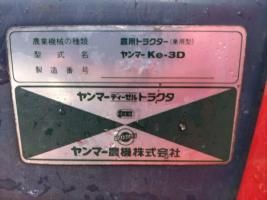 農業機械の種類 農用トラクター(乗用型)
型式名 ヤンマー Ke-3D
製造番号
ヤンマーディーゼルトラクタ
ヤンマー農機株式会社